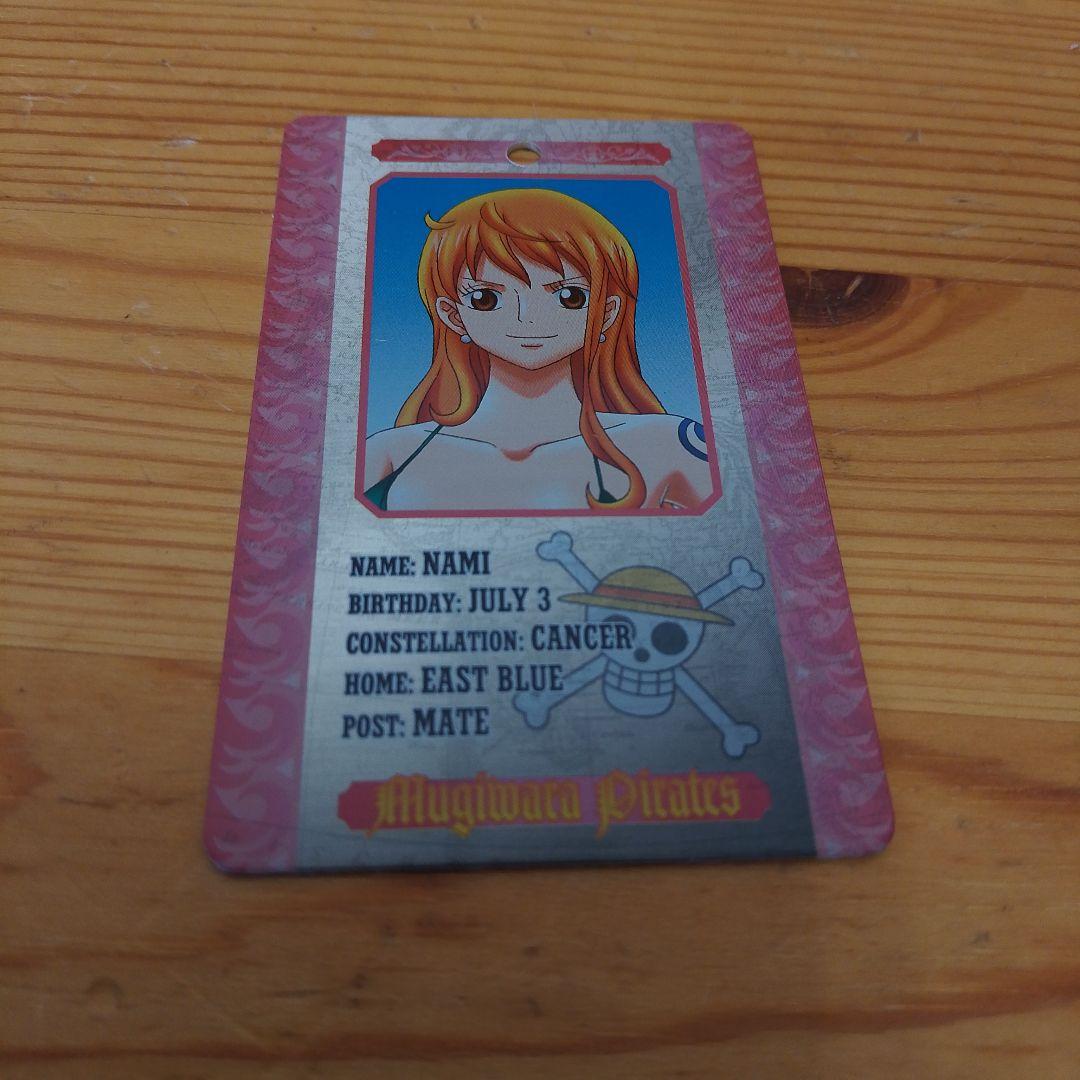 NAME: NAMI
BIRTHDAY: JULY 3
CONSTELLATION: CANCER
HOME: EAST BLUE
POST: MATE
Mugiwara Pirates